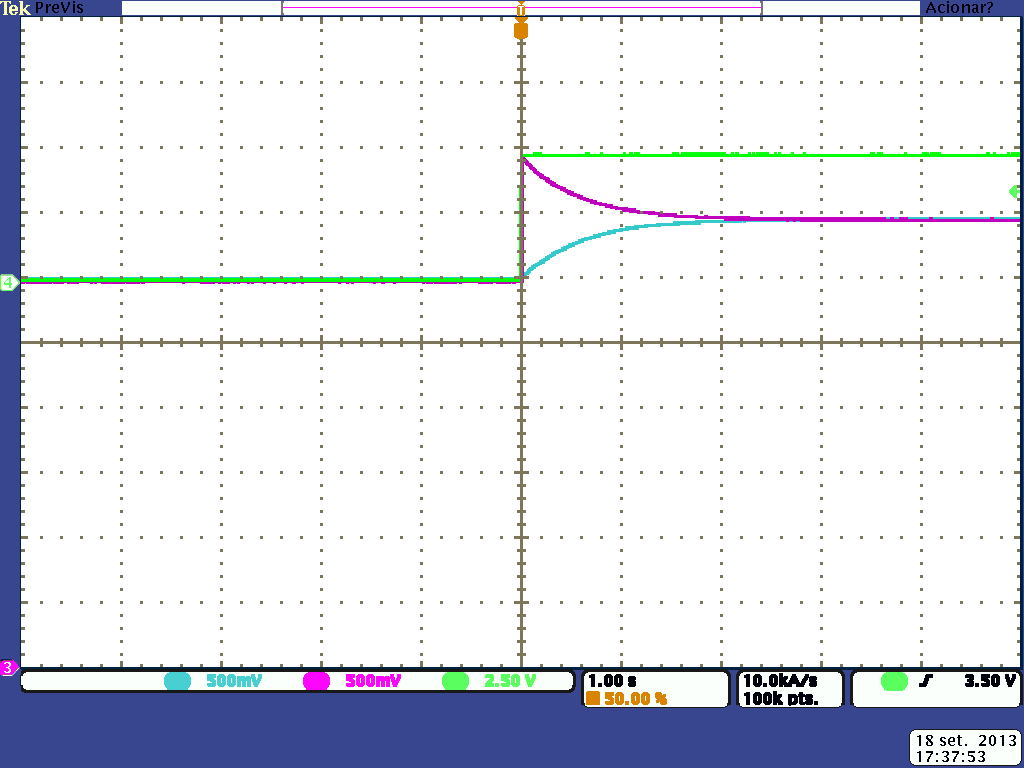 Tek PreVis Acionar?
T
4
3
500mV 500mV 2.50 V 1.00 s 10.0kA/s 3.50 V
50.00 % 100k pts.
18 set. 2013
17:37:53